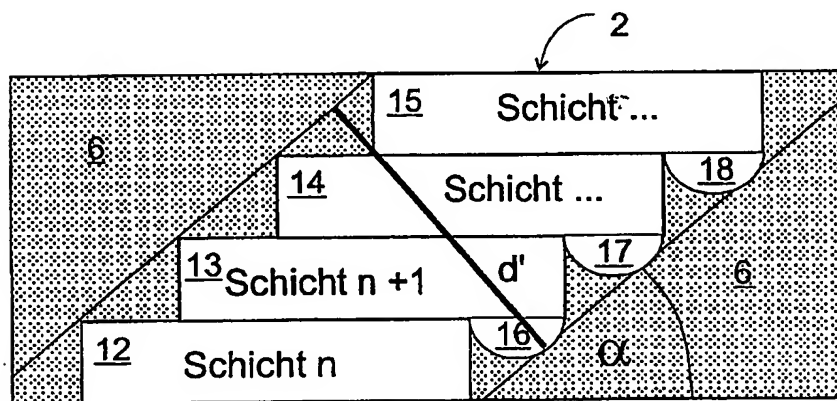 2
15 Schicht ...
6
14 Schicht ...
18
13 Schicht n +1
d'
17
6
16
12 Schicht n
α